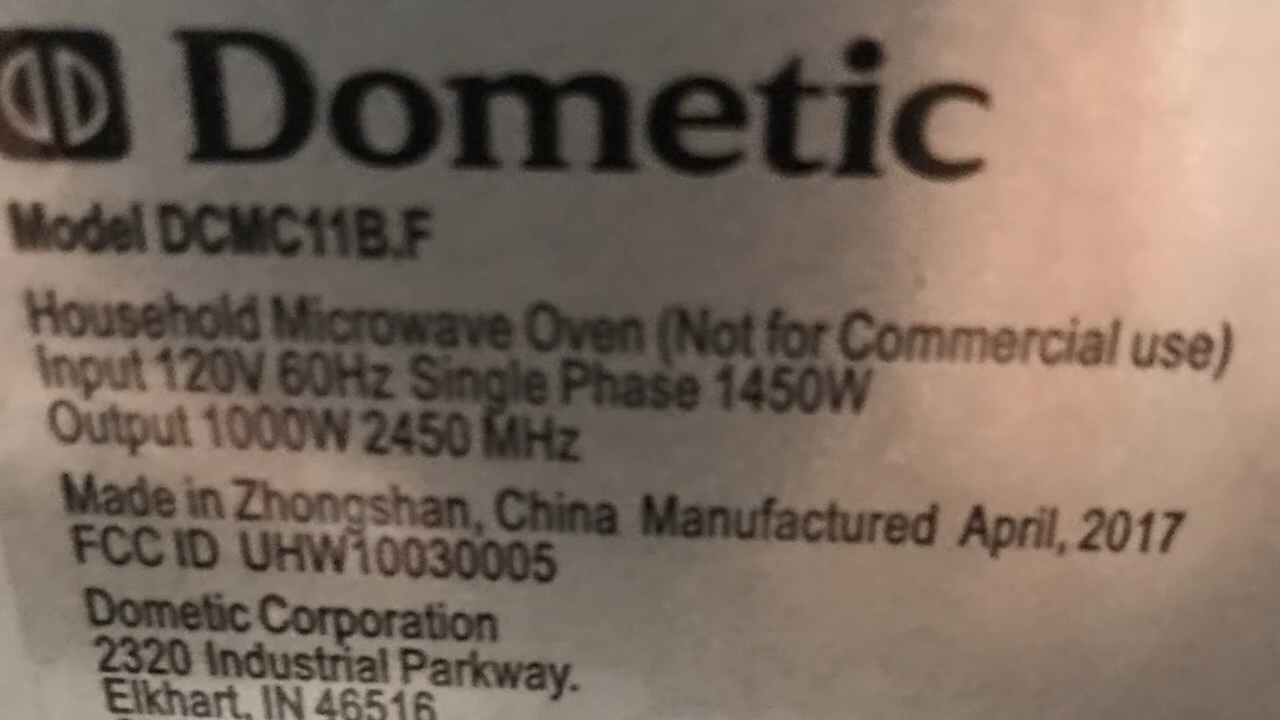 Dometic
Model DCMC11B.F
Household Microwave Oven (Not for Commercial use)
Input 120V 60Hz Single Phase 1450W
Output 1000W 2450 MHz
Made in Zhongshan, China Manufactured April, 2017
FCC ID UHW10030005
Dometic Corporation
2320 Industrial Parkway.
Elkhart, IN 46516